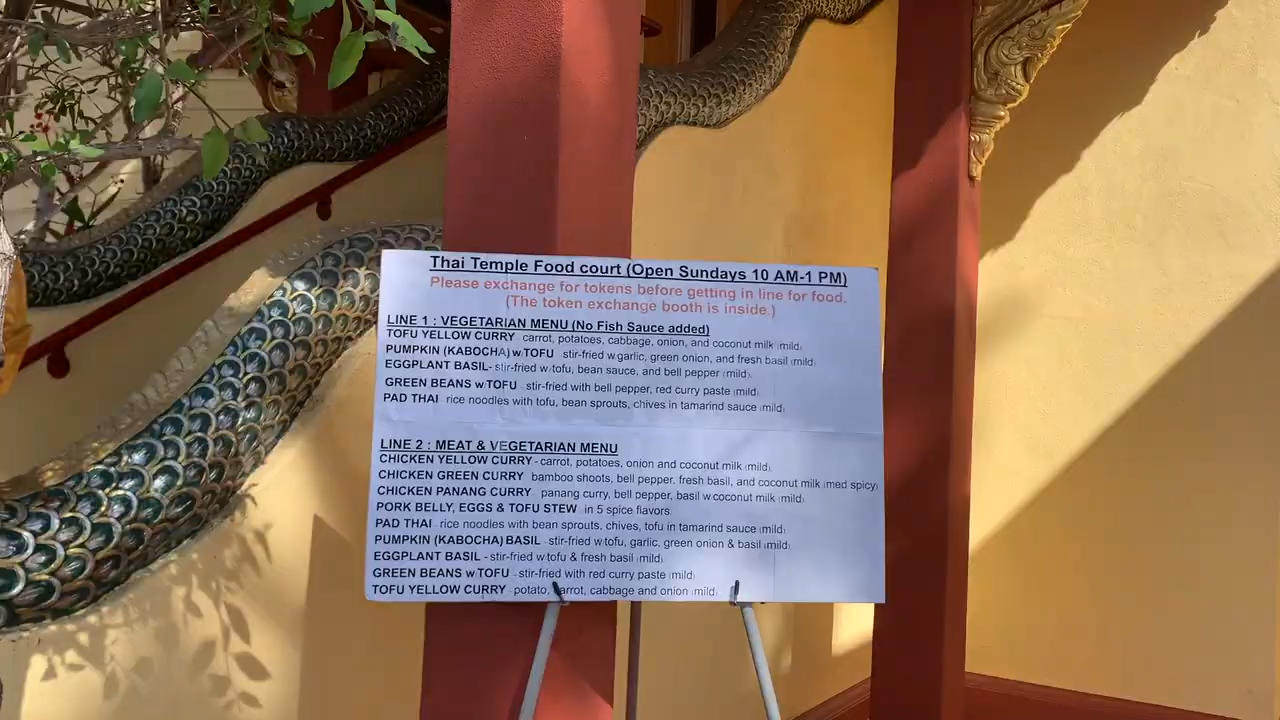 Thai Temple Food court (Open Sundays 10 AM-1 PM)
Please exchange for tokens before getting in line for food.
(The token exchange booth is inside.)
LINE 1 : VEGETARIAN MENU (No Fish Sauce added)
TOFU YELLOW CURRY carrot, potatoes, cabbage, onion, and coconut milk (mild)
PUMPKIN (KABOCHA) w/TOFU stir-fried w/garlic, green onion, and fresh basil (mild)
EGGPLANT BASIL- stir-fried w/tofu, bean sauce, and bell pepper (mild)
GREEN BEANS w/TOFU - stir-fried with bell pepper, red curry paste (mild)
PAD THAI rice noodles with tofu, bean sprouts, chives in tamarind sauce (mild)
LINE 2 : MEAT & VEGETARIAN MENU
CHICKEN YELLOW CURRY - carrot, potatoes, onion and coconut milk (mild)
CHICKEN GREEN CURRY bamboo shoots, bell pepper, fresh basil, and coconut milk (med spicy)
CHICKEN PANANG CURRY panang curry, bell pepper, basil w/coconut milk (mild)
PORK BELLY, EGGS & TOFU STEW in 5 spice flavors
PAD THAI rice noodles with bean sprouts, chives, tofu in tamarind sauce (mild)
PUMPKIN (KABOCHA) BASIL - stir-fried w/tofu, garlic, green onion & basil (mild)
EGGPLANT BASIL - stir-fried w/tofu & fresh basil (mild)
GREEN BEANS w/TOFU - stir-fried with red curry paste (mild)
TOFU YELLOW CURRY potato, carrot, cabbage and onion (mild)